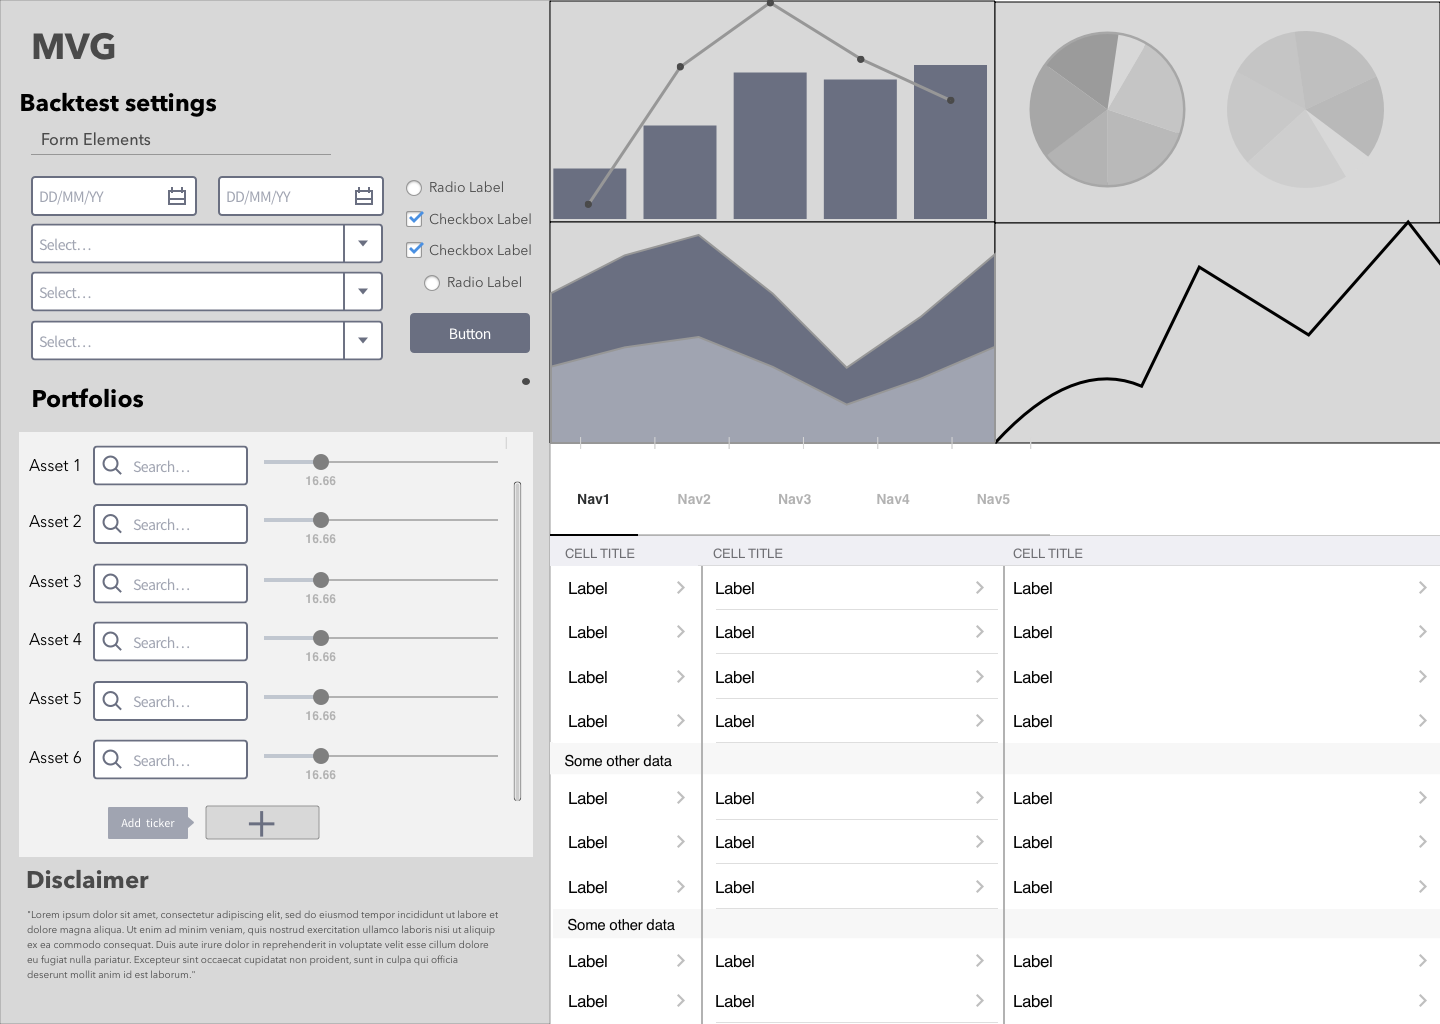 MVG
Backtest settings
Form Elements
DD/MM/YY
DD/MM/YY
Radio Label
Checkbox Label
Select...
Checkbox Label
Select...
Radio Label
Select...
Button
Portfolios
Asset 1
Search...
16.66
Asset 2
Search...
16.66
Asset 3
Search...
16.66
Asset 4
Search...
16.66
Asset 5
Search...
16.66
Asset 6
Search...
16.66
Add ticker
Disclaimer
"Lorem ipsum dolor sit amet, consectetur adipiscing elit, sed do eiusmod tempor incididunt ut labore et
dolore magna aliqua. Ut enim ad minim veniam, quis nostrud exercitation ullamco laboris nisi ut aliquip
ex ea commodo consequat. Duis aute irure dolor in reprehenderit in voluptate velit esse cillum dolore
eu fugiat nulla pariatur. Excepteur sint occaecat cupidatat non proident, sunt in culpa qui officia
deserunt mollit anim id est laborum."
Nav1 Nav2 Nav3 Nav4 Nav5
CELL TITLE CELL TITLE CELL TITLE
Label Label Label
Label Label Label
Label Label Label
Label Label Label
Some other data
Label Label Label
Label Label Label
Label Label Label
Some other data
Label Label Label
Label Label Label